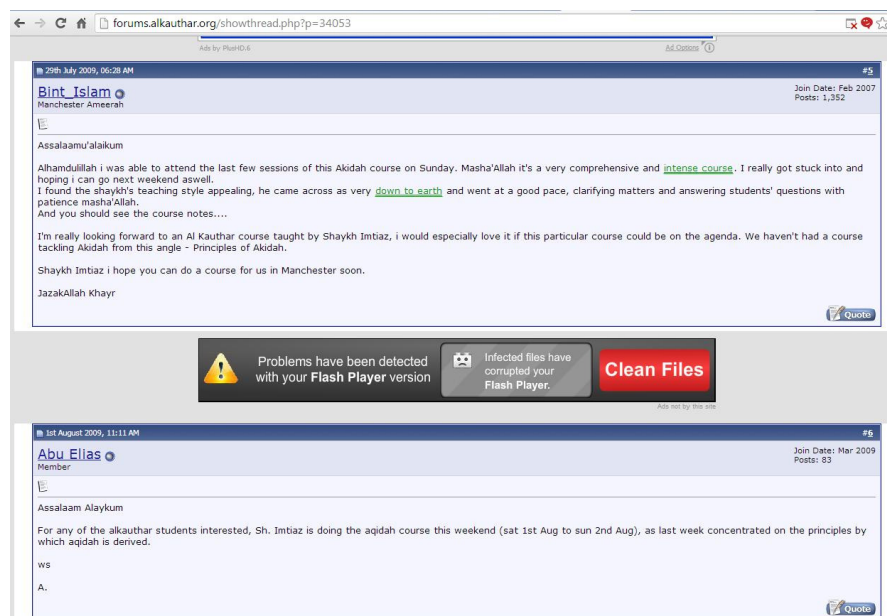 forums.alkauthar.org/showthread.php?p=34053
Ads by PlusHD.6
Ad Options
29th July 2009, 06:28 AM
#5
Bint_Islam
Manchester Ameerah
Join Date: Feb 2007
Posts: 1,352
Assalaamu'alaikum
Alhamdulillah i was able to attend the last few sessions of this Akidah course on Sunday. Masha'Allah it's a very comprehensive and intense course. I really got stuck into and
hoping i can go next weekend aswell.
I found the shaykh's teaching style appealing, he came across as very down to earth and went at a good pace, clarifying matters and answering students' questions with
patience masha'Allah.
And you should see the course notes....
I'm really looking forward to an Al Kauthar course taught by Shaykh Imtiaz, i would especially love it if this particular course could be on the agenda. We haven't had a course
tackling Akidah from this angle - Principles of Akidah.
Shaykh Imtiaz i hope you can do a course for us in Manchester soon.
JazakAllah Khayr
Quote
Problems have been detected
with your Flash Player version
Infected files have
corrupted your
Flash Player.
Clean Files
Ads not by this site
1st August 2009, 11:11 AM
#6
Abu Elias
Member
Join Date: Mar 2009
Posts: 83
Assalaam Alaykum
For any of the alkauthar students interested, Sh. Imtiaz is doing the aqidah course this weekend (sat 1st Aug to sun 2nd Aug), as last week concentrated on the principles by
which aqidah is derived.
ws
A.
Quote